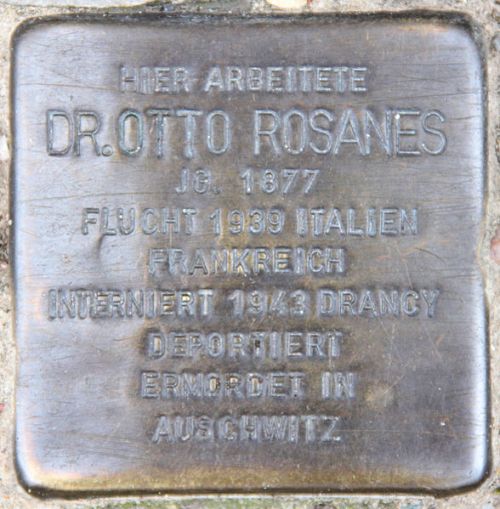 HIER ARBEITETE
DR. OTTO ROSANES
JG. 1877
FLUCHT 1939 ITALIEN
FRANKREICH
INTERNIERT 1943 DRANCY
DEPORTIERT
ERMORDET IN
AUSCHWITZ